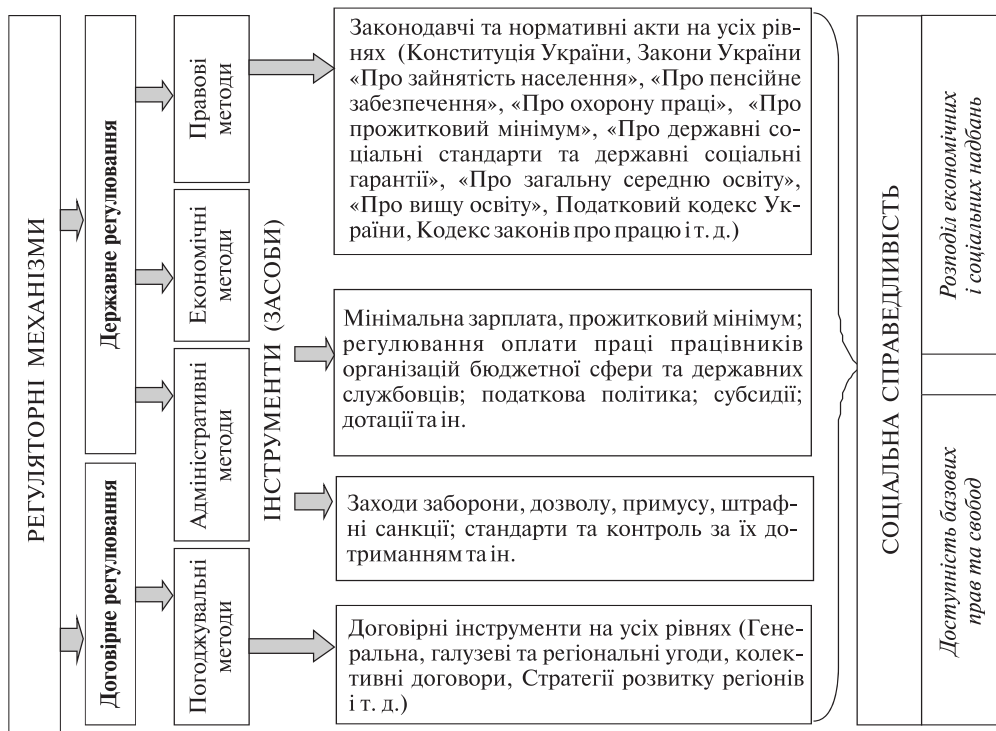 РЕГУЛЯТОРНІ МЕХАНІЗМИ
Державне регулювання
Договірне регулювання
Правові
методи
Економічні
методи
Адміністративні
методи
Погоджувальні
методи
ІНСТРУМЕНТИ (ЗАСОБИ)
Законодавчі та нормативні акти на усіх рів-
нях (Конституція України, Закони України
«Про зайнятість населення», «Про пенсійне
забезпечення», «Про охорону праці», «Про
прожитковий мінімум», «Про державні со-
ціальні стандарти та державні соціальні
гарантії», «Про загальну середню освіту»,
«Про вищу освіту», Податковий кодекс Ук-
раїни, Кодекс законів про працю і т. д.)
Мінімальна зарплата, прожитковий мінімум;
регулювання оплати праці працівників
організацій бюджетної сфери та державних
службовців; податкова політика; субсидії;
дотації та ін.
Заходи заборони, дозволу, примусу, штраф-
ні санкції; стандарти та контроль за їх до-
триманням та ін.
Договірні інструменти на усіх рівнях (Гене-
ральна, галузеві та регіональні угоди, колек-
тивні договори, Стратегії розвитку регіонів
і т. д.)
СОЦІАЛЬНА СПРАВЕДЛИВІСТЬ
Розподіл економічних
і соціальних надбань
Доступність базових
прав та свобод